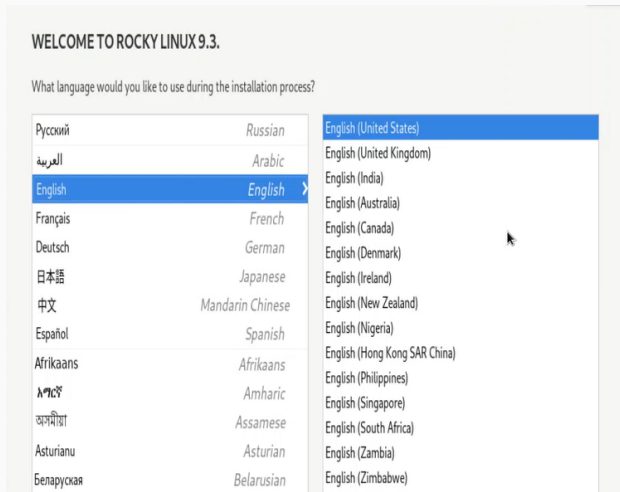 WELCOME TO ROCKY LINUX 9.3.
What language would you like to use during the installation process?
Русский Russian
العربية Arabic
English English
Français French
Deutsch German
日本語 Japanese
中文 Mandarin Chinese
Español Spanish
Afrikaans Afrikaans
አማርኛ Amharic
অসমীয়া Assamese
Asturianu Asturian
Беларуская Belarusian
English (United States)
English (United Kingdom)
English (India)
English (Australia)
English (Canada)
English (Denmark)
English (Ireland)
English (New Zealand)
English (Nigeria)
English (Hong Kong SAR China)
English (Philippines)
English (Singapore)
English (South Africa)
English (Zambia)
English (Zimbabwe)